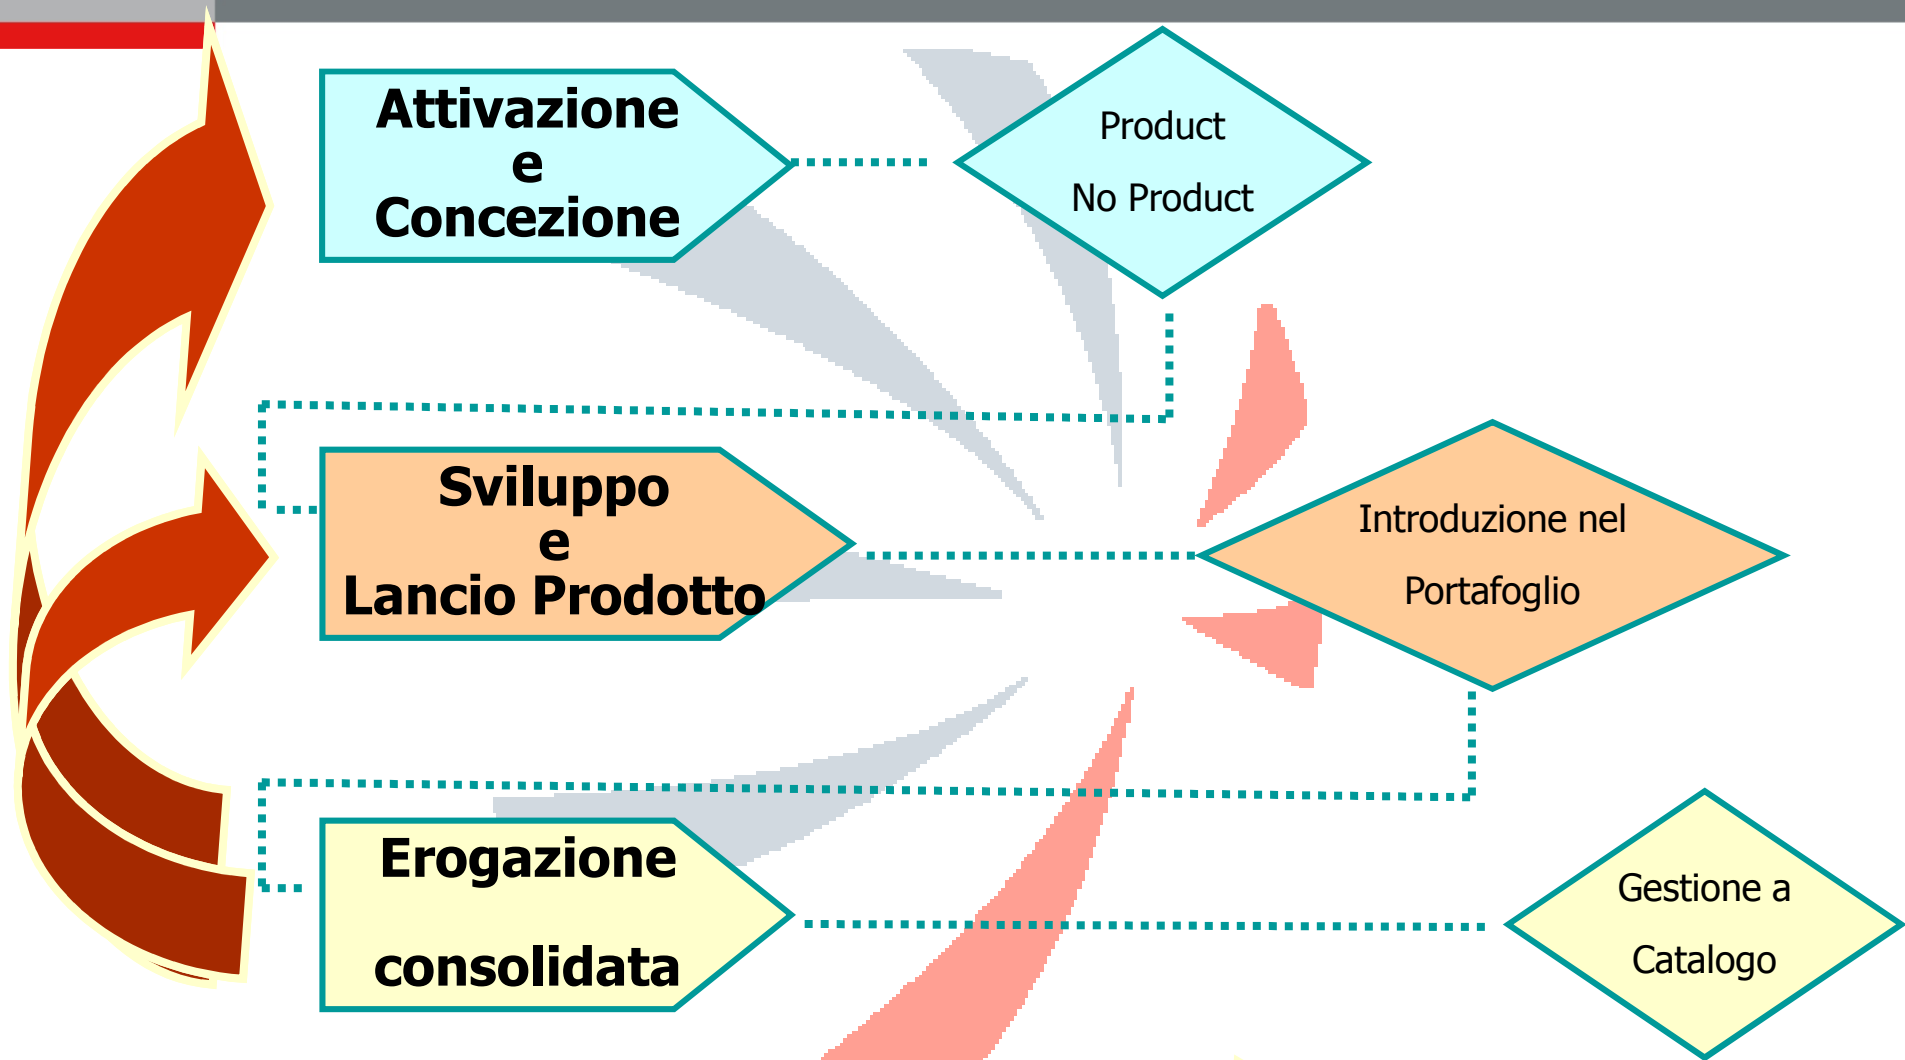 Attivazione
e
Concezione
Product
No Product
Sviluppo
e
Lancio Prodotto
Introduzione nel
Portafoglio
Erogazione
consolidata
Gestione a
Catalogo